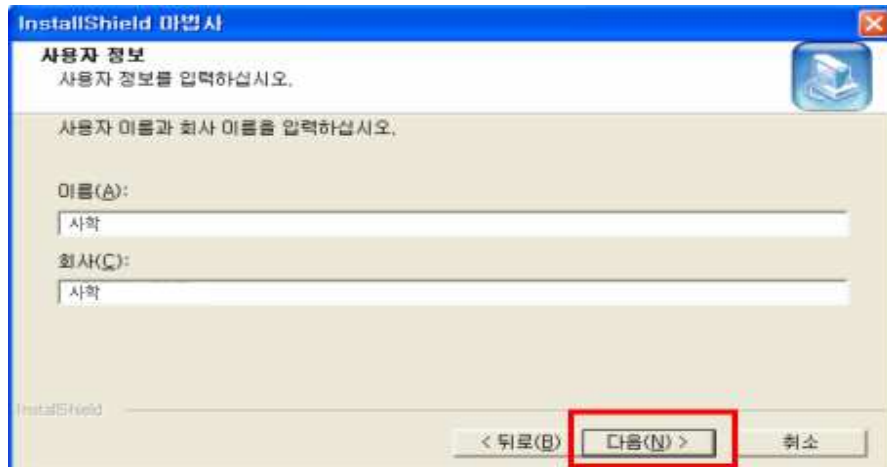 InstallShield 마법사
사용자 정보
사용자 정보를 입력하십시오.
사용자 이름과 회사 이름을 입력하십시오.
이름(A):
사학
회사(C):
사학
InstallShield
< 뒤로(B)
다음(N) >
취소